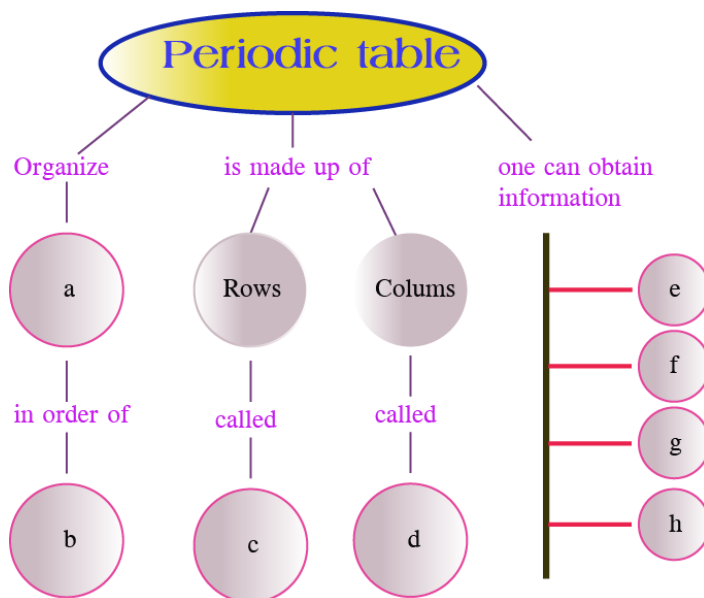 Periodic table
Organize
is made up of
one can obtain
information
a
Rows
Colums
e
f
g
h
in order of
called
called
b
c
d